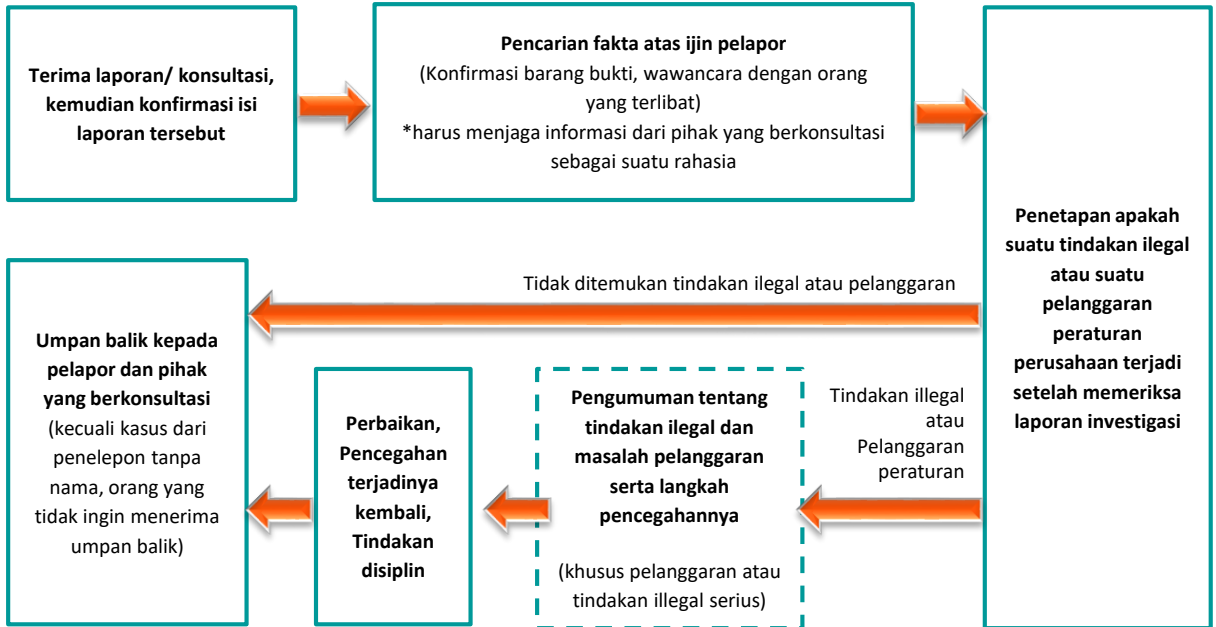 Terima laporan/ konsultasi,
kemudian konfirmasi isi
laporan tersebut
Pencarian fakta atas ijin pelapor
(Konfirmasi barang bukti, wawancara dengan orang
yang terlibat)
*harus menjaga informasi dari pihak yang berkonsultasi
sebagai suatu rahasia
Penetapan apakah
suatu tindakan ilegal
atau suatu
pelanggaran
peraturan
perusahaan terjadi
setelah memeriksa
laporan investigasi
Tidak ditemukan tindakan ilegal atau pelanggaran
Tindakan illegal
atau
Pelanggaran
peraturan
Pengumuman tentang
tindakan ilegal dan
masalah pelanggaran
serta langkah
pencegahannya
(khusus pelanggaran atau
tindakan illegal serius)
Perbaikan,
Pencegahan
terjadinya
kembali,
Tindakan
disiplin
Umpan balik kepada
pelapor dan pihak
yang berkonsultasi
(kecuali kasus dari
penelepon tanpa
nama, orang yang
tidak ingin menerima
umpan balik)